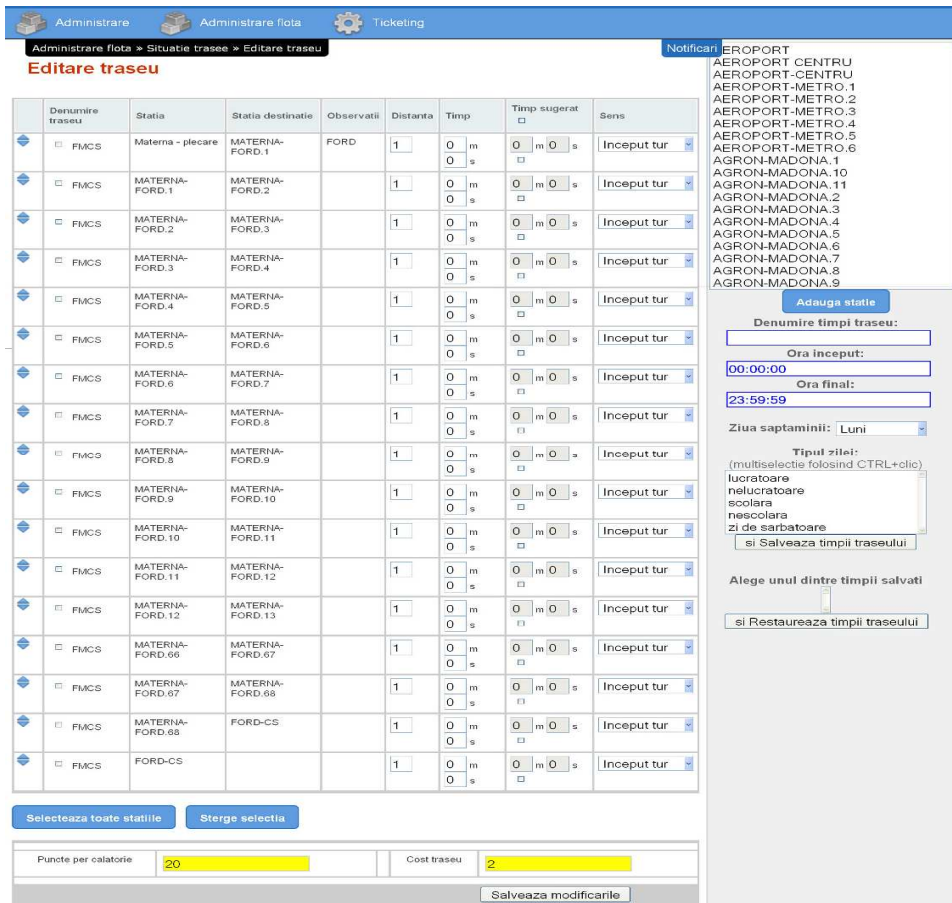 Administrare Administrare flota Ticketing
Administrare flota » Situatie trasee » Editare traseu
Notificari
Editare traseu
Denumire traseu Statia Statia destinatie Observatii Distanta Timp Timp sugerat Sens
FMCS Materna - plecare MATERNA-FORD.1 FORD 1 0 m 0 s 0 m 0 s Inceput tur
FMCS MATERNA-FORD.1 MATERNA-FORD.2 1 0 m 0 s 0 m 0 s Inceput tur
FMCS MATERNA-FORD.2 MATERNA-FORD.3 1 0 m 0 s 0 m 0 s Inceput tur
FMCS MATERNA-FORD.3 MATERNA-FORD.4 1 0 m 0 s 0 m 0 s Inceput tur
FMCS MATERNA-FORD.4 MATERNA-FORD.5 1 0 m 0 s 0 m 0 s Inceput tur
FMCS MATERNA-FORD.5 MATERNA-FORD.6 1 0 m 0 s 0 m 0 s Inceput tur
FMCS MATERNA-FORD.6 MATERNA-FORD.7 1 0 m 0 s 0 m 0 s Inceput tur
FMCS MATERNA-FORD.7 MATERNA-FORD.8 1 0 m 0 s 0 m 0 s Inceput tur
FMCS MATERNA-FORD.8 MATERNA-FORD.9 1 0 m 0 s 0 m 0 s Inceput tur
FMCS MATERNA-FORD.9 MATERNA-FORD.10 1 0 m 0 s 0 m 0 s Inceput tur
FMCS MATERNA-FORD.10 MATERNA-FORD.11 1 0 m 0 s 0 m 0 s Inceput tur
FMCS MATERNA-FORD.11 MATERNA-FORD.12 1 0 m 0 s 0 m 0 s Inceput tur
FMCS MATERNA-FORD.12 MATERNA-FORD.13 1 0 m 0 s 0 m 0 s Inceput tur
FMCS MATERNA-FORD.66 MATERNA-FORD.67 1 0 m 0 s 0 m 0 s Inceput tur
FMCS MATERNA-FORD.67 MATERNA-FORD.68 1 0 m 0 s 0 m 0 s Inceput tur
FMCS MATERNA-FORD.68 FORD-CS 1 0 m 0 s 0 m 0 s Inceput tur
FMCS FORD-CS 1 0 m 0 s 0 m 0 s Inceput tur
Selecteaza toate statiile Sterge selectia
Puncte per calatorie 20 Cost traseu 2
Salveaza modificarile
EROPORT
AEROPORT CENTRU
AEROPORT-CENTRU
AEROPORT-METRO.1
AEROPORT-METRO.2
AEROPORT-METRO.3
AEROPORT-METRO.4
AEROPORT-METRO.5
AEROPORT-METRO.6
AGRON-MADONA.1
AGRON-MADONA.10
AGRON-MADONA.11
AGRON-MADONA.2
AGRON-MADONA.3
AGRON-MADONA.4
AGRON-MADONA.5
AGRON-MADONA.6
AGRON-MADONA.7
AGRON-MADONA.8
AGRON-MADONA.9
Adauga statie
Denumire timpi traseu:
Ora inceput:
00:00:00
Ora final:
23:59:59
Ziua saptaminii: Luni
Tipul zilei:
(multiselectie folosind CTRL+clic)
lucratoare
nelucratoare
scolara
nescolara
zi de sarbatoare
si Salveaza timpii traseului
Alege unul dintre timpii salvati
si Restaureaza timpii traseului